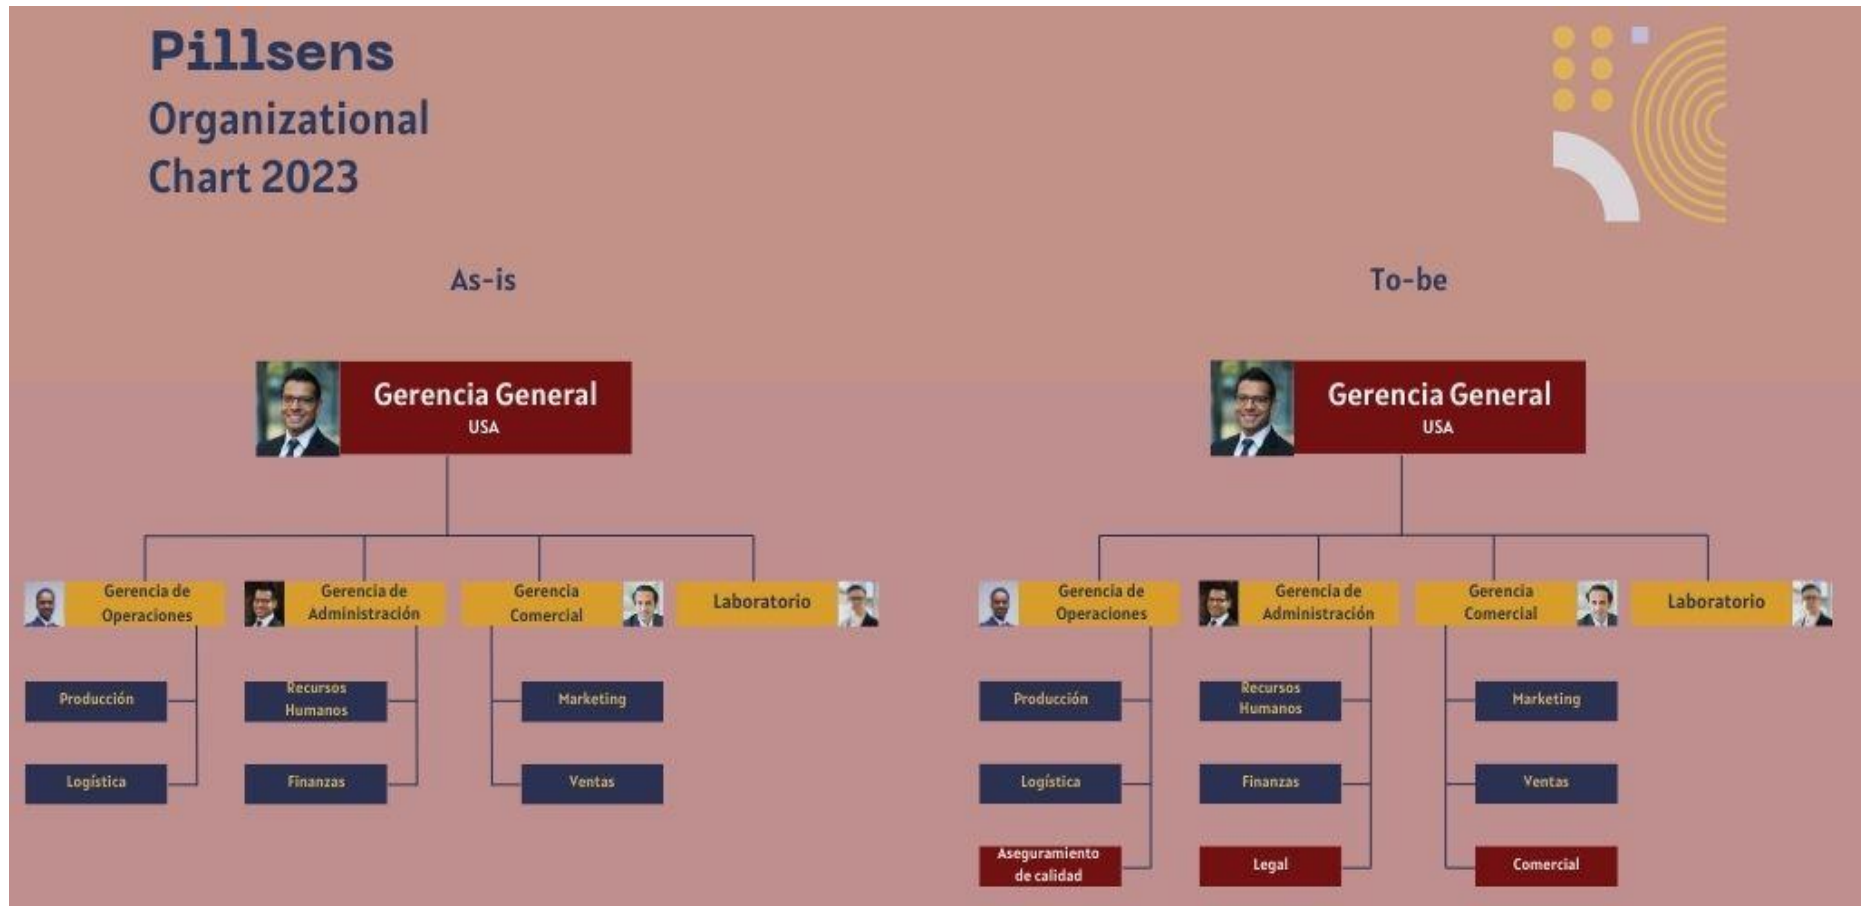 Pillsens
Organizational
Chart 2023
As-is
Gerencia General
USA
Gerencia de
Operaciones
Gerencia de
Administración
Gerencia
Comercial
Laboratorio
Producción
Recursos
Humanos
Marketing
Logística
Finanzas
Ventas
To-be
Gerencia General
USA
Gerencia de
Operaciones
Gerencia de
Administración
Gerencia
Comercial
Laboratorio
Producción
Recursos
Humanos
Marketing
Logística
Finanzas
Ventas
Aseguramiento
de calidad
Legal
Comercial